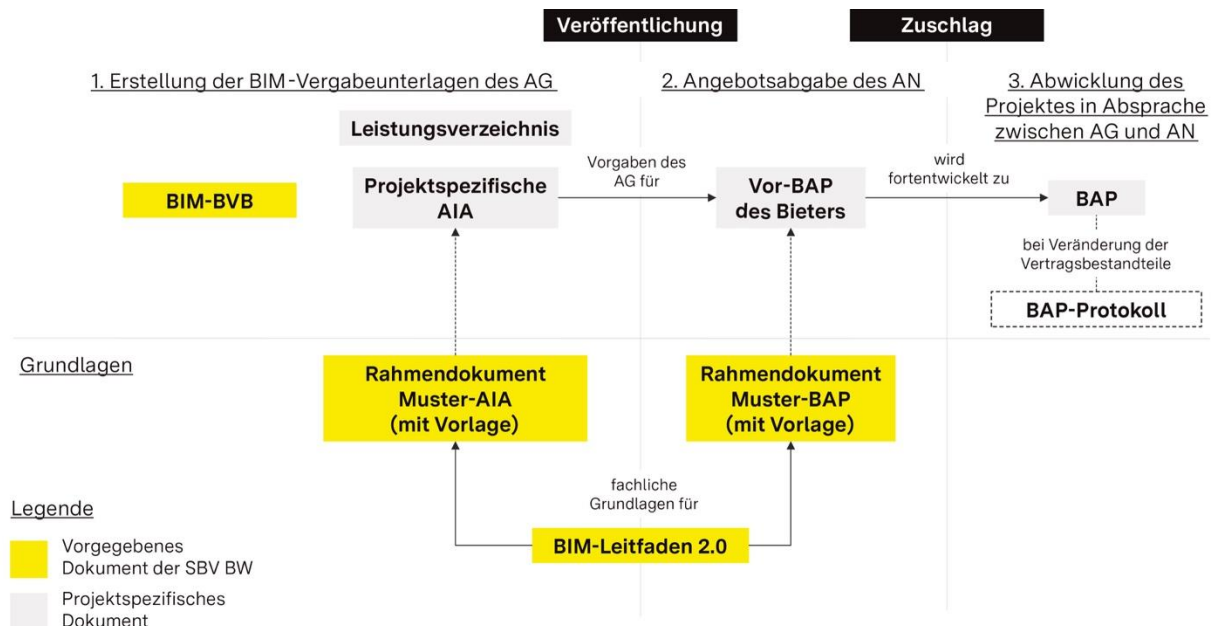 Veröffentlichung
Zuschlag
1. Erstellung der BIM-Vergabeunterlagen des AG
2. Angebotsabgabe des AN
3. Abwicklung des
Projektes in Absprache
zwischen AG und AN
Leistungsverzeichnis
BIM-BVB
Projektspezifische
AIA
Vorgaben des
AG für
Vor-BAP
des Bieters
wird
fortentwickelt zu
BAP
bei Veränderung der
Vertragsbestandteile
BAP-Protokoll
Grundlagen
Rahmendokument
Muster-AIA
(mit Vorlage)
Rahmendokument
Muster-BAP
(mit Vorlage)
fachliche
Grundlagen für
BIM-Leitfaden 2.0
Legende
Vorgegebenes
Dokument der SBV BW
Projektspezifisches
Dokument